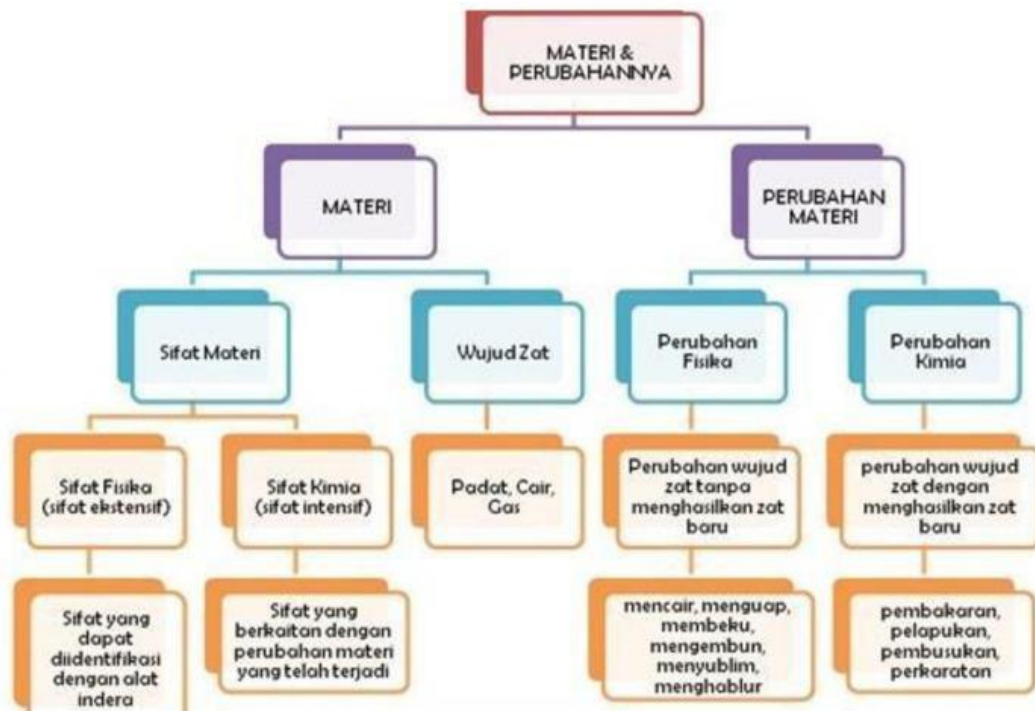 MATERI &
PERUBAHANNYA
MATERI
PERUBAHAN
MATERI
Sifat Materi
Wujud Zat
Perubahan
Fisika
Perubahan
Kimia
Sifat Fisika
(sifat ekstensif)
Sifat Kimia
(sifat intensif)
Padat, Cair,
Gas
Perubahan wujud
zat tanpa
menghasilkan zat
baru
perubahan wujud
zat dengan
menghasilkan zat
baru
Sifat yang
dapat
diidentifikasi
dengan alat
indera
Sifat yang
berkaitan dengan
perubahan materi
yang telah terjadi
mencair, menguap,
membeku,
mengembun,
menyublim,
menghablur
pembakaran,
pelapukan,
pembusukan,
perkaratan